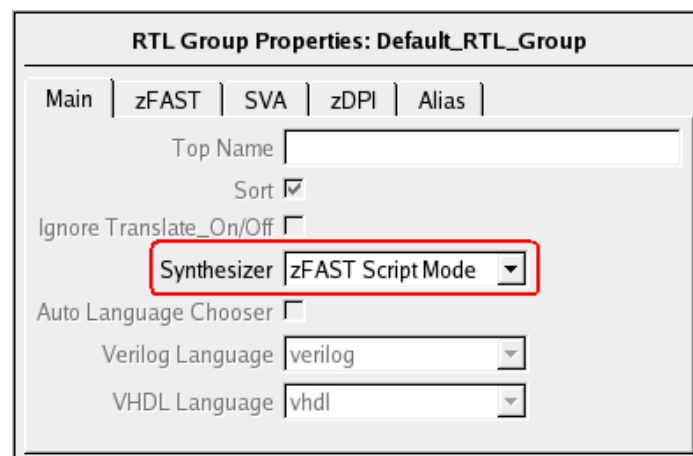 RTL Group Properties: Default_RTL_Group
Main zFAST SVA zDPI Alias
Top Name
Sort
Ignore Translate_On/Off
Synthesizer zFAST Script Mode
Auto Language Chooser
Verilog Language verilog
VHDL Language vhdl